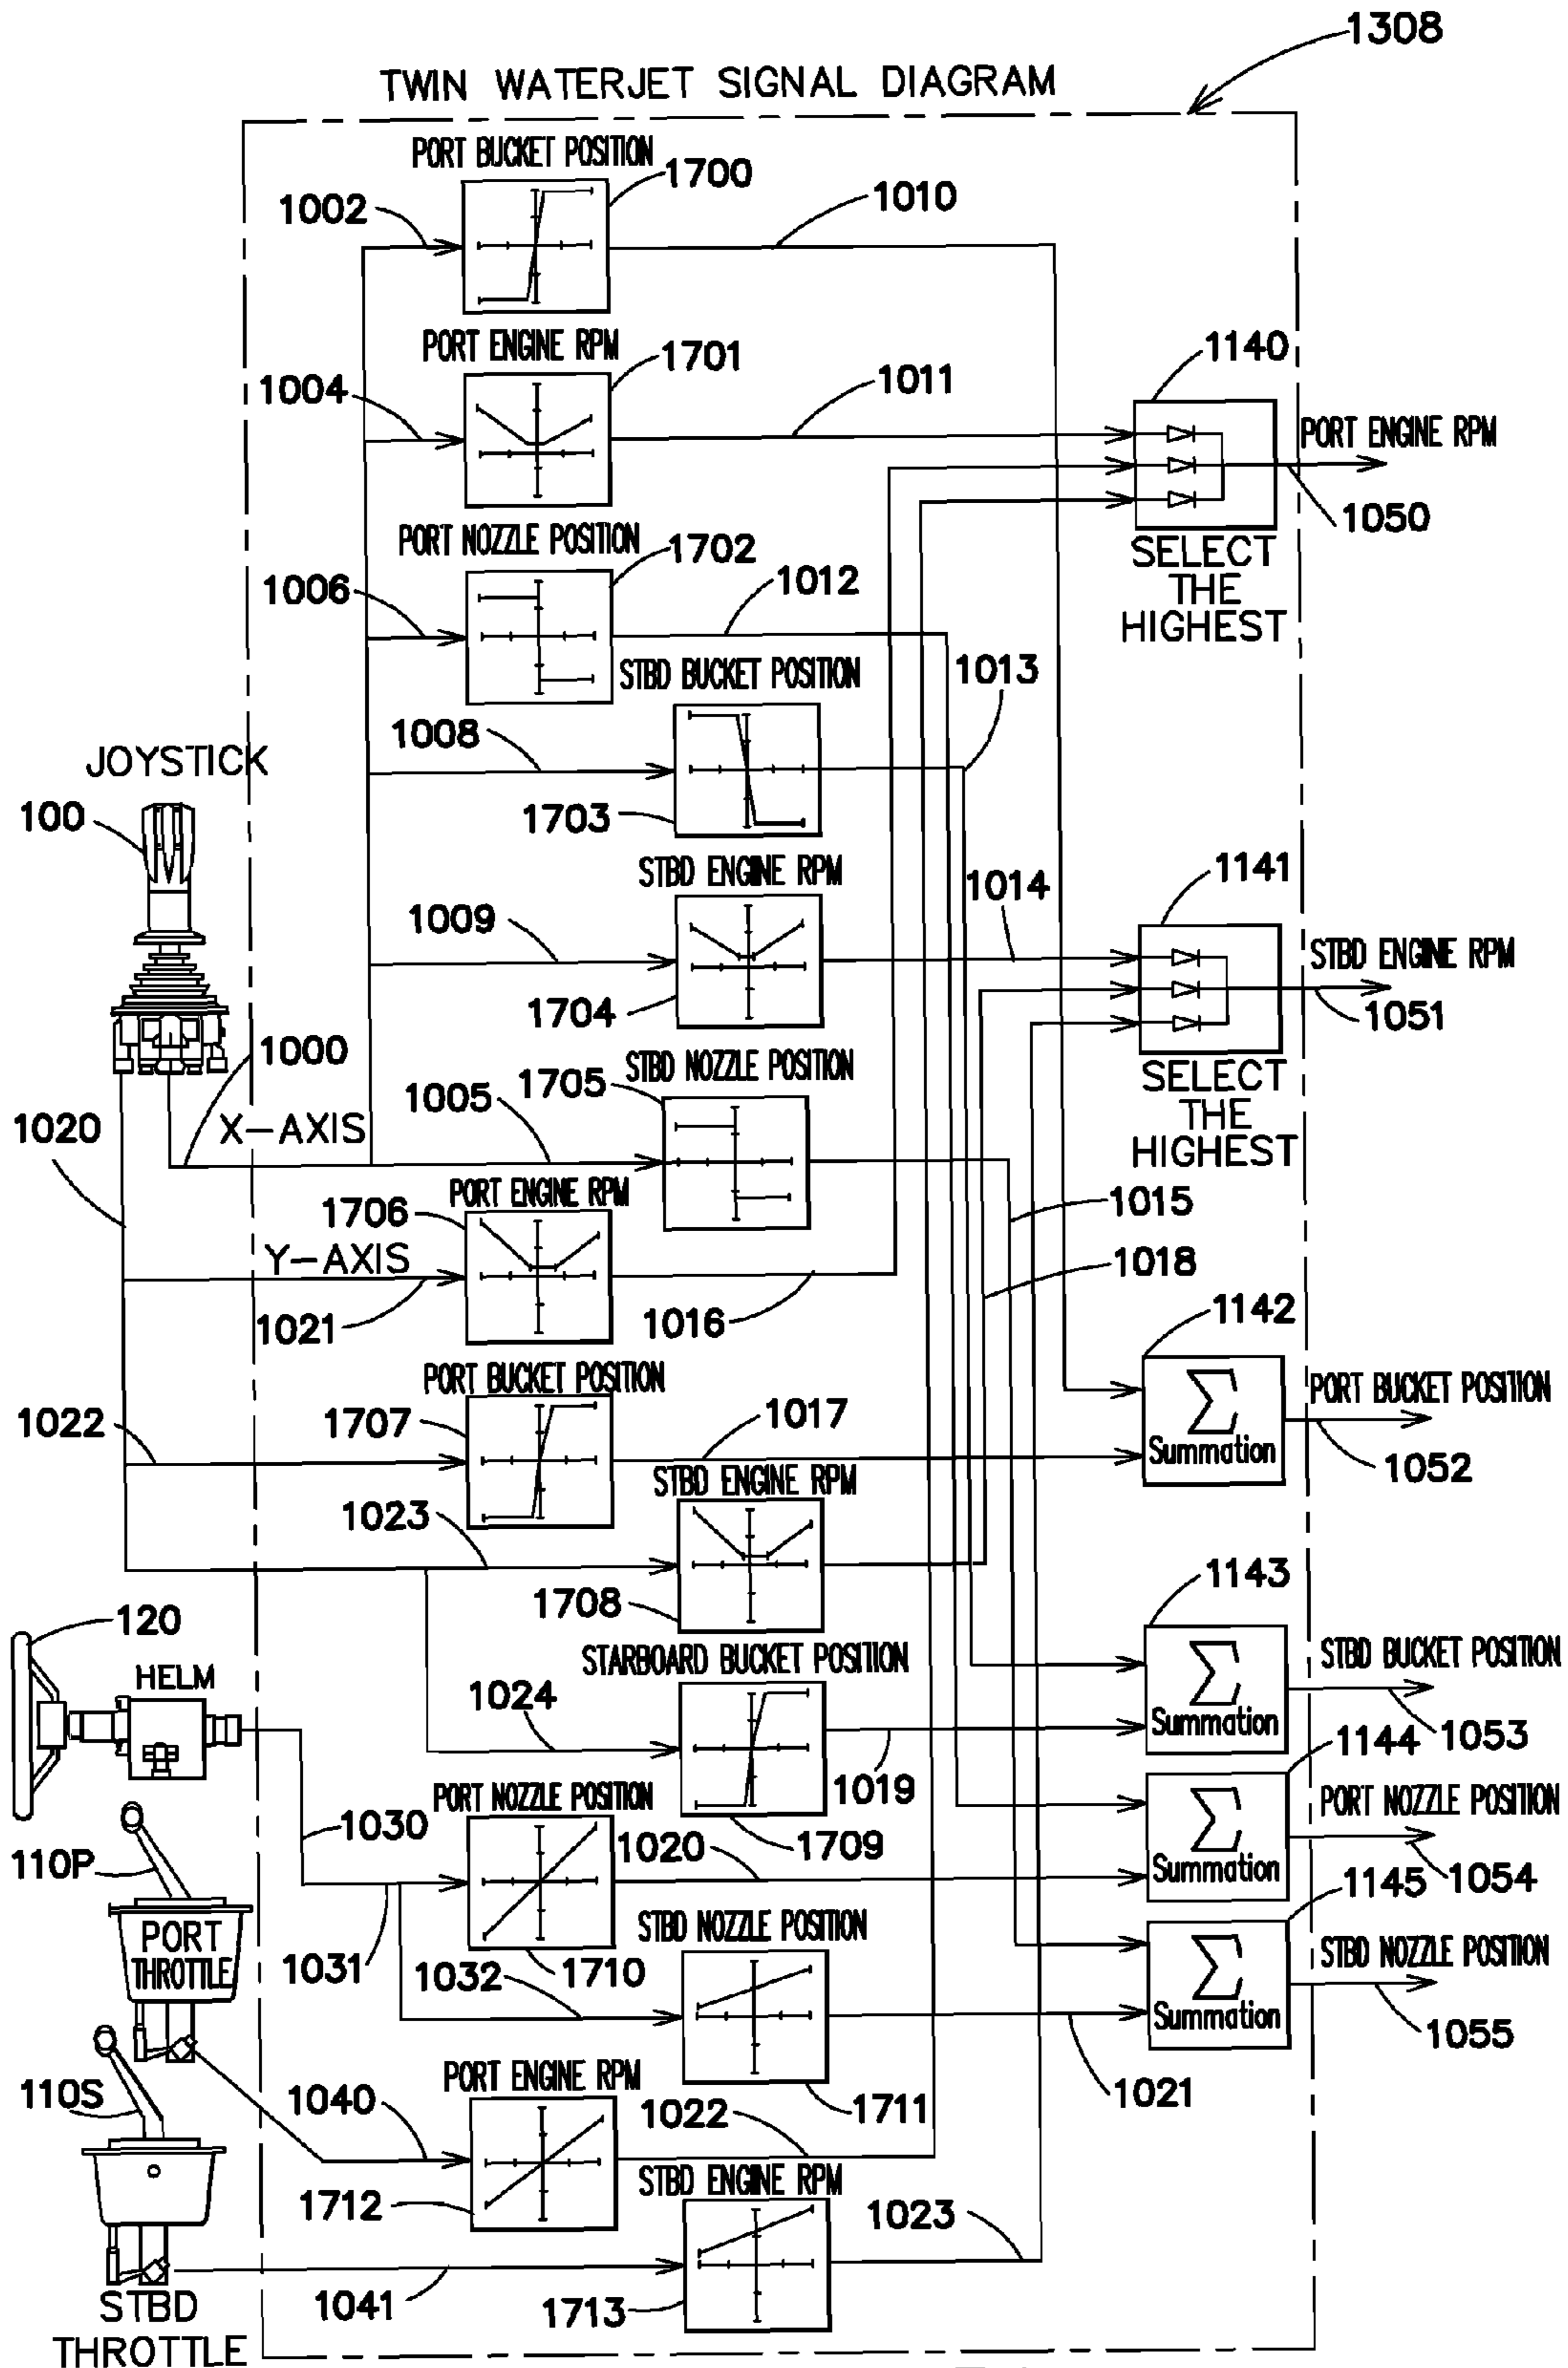 1308
TWIN WATERJET SIGNAL DIAGRAM
PORT BUCKET POSITION
1700
1002
1010
PORT ENGINE RPM
1701
1004
1011
1140
PORT ENGINE RPM
1050
SELECT
THE
HIGHEST
PORT NOZZLE POSITION
1702
1006
1012
STBD BUCKET POSITION
1013
1008
1703
JOYSTICK
100
STBD ENGINE RPM
1009
1014
1704
1141
STBD ENGINE RPM
1051
SELECT
THE
HIGHEST
1000
STBD NOZZLE POSITION
1705
1005
1020
X-AXIS
1015
PORT ENGINE RPM
1706
Y-AXIS
1021
1016
1018
1142
PORT BUCKET POSITION
Σ
Summation
1052
PORT BUCKET POSITION
1707
1017
1022
STBD ENGINE RPM
1023
1708
1143
STBD BUCKET POSITION
Σ
Summation
1053
120
HELM
STARBOARD BUCKET POSITION
1024
1019
1709
1144
PORT NOZZLE POSITION
Σ
Summation
1054
PORT NOZZLE POSITION
1030
1020
110P
PORT
THROTTLE
1031
1710
1145
STBD NOZZLE POSITION
Σ
Summation
1055
STBD NOZZLE POSITION
1032
1711
1021
110S
PORT ENGINE RPM
1040
1022
1712
STBD ENGINE RPM
1023
1041
1713
STBD
THROTTLE